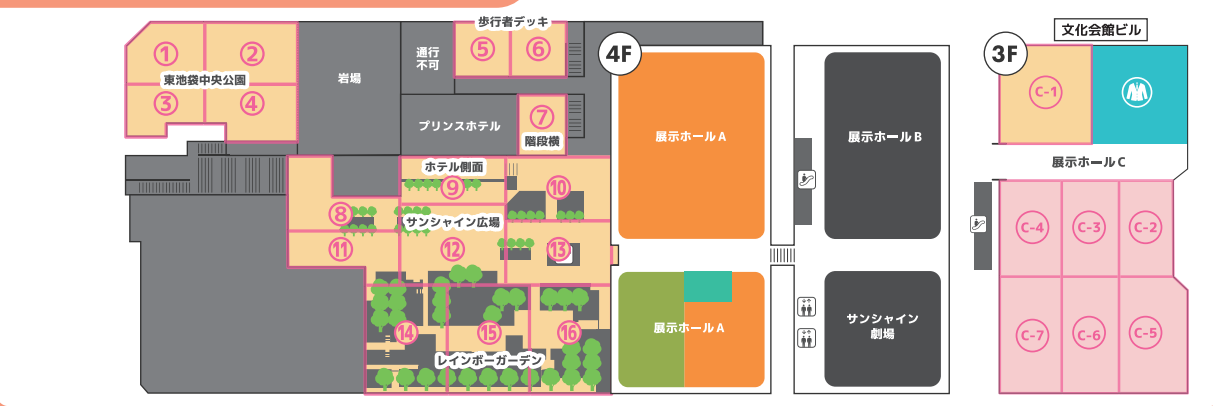 歩行者デッキ
①
②
東池袋中央公園
③
④
岩場
通行
不可
⑤
⑥
プリンスホテル
⑦
階段横
ホテル側面
⑨
⑩
⑧
サンシャイン広場
⑪
⑫
⑬
⑭
⑮
⑯
レインボーガーデン
4F
展示ホールA
展示ホールB
展示ホールA
サンシャイン
劇場
文化会館ビル
3F
C-1
展示ホールC
C-4
C-3
C-2
C-7
C-6
C-5